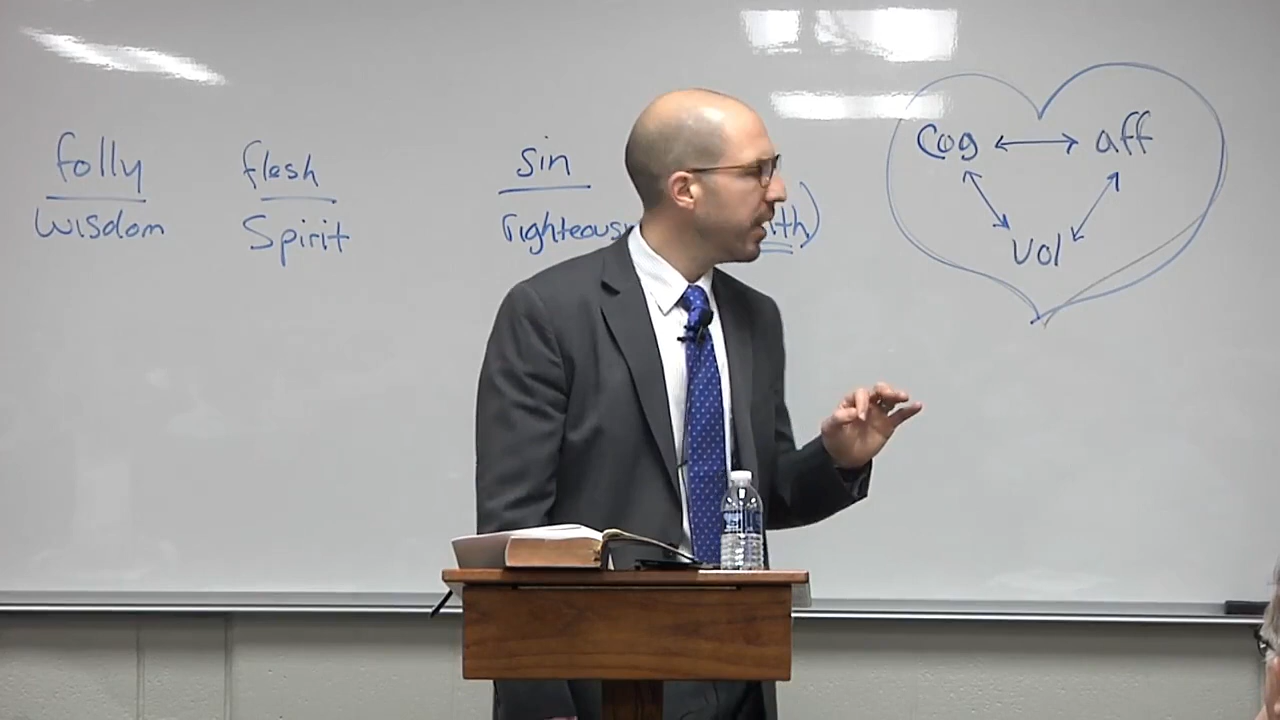 folly
wisdom
flesh
Spirit
sin
cog ↔ aff
vol